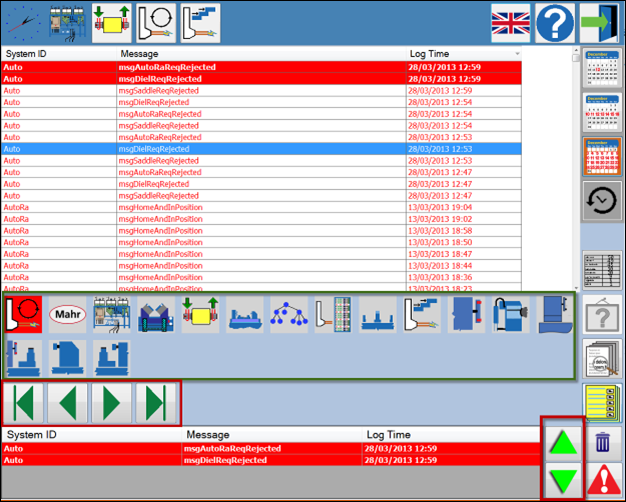 System ID Message Log Time
Auto msgAutoRaReqRejected 28/03/2013 12:59
Auto msgDielReqRejected 28/03/2013 12:59
Auto msgSaddleReqRejected 28/03/2013 12:59
Auto msgDielReqRejected 28/03/2013 12:54
Auto msgAutoRaReqRejected 28/03/2013 12:54
Auto msgSaddleReqRejected 28/03/2013 12:54
Auto msgAutoRaReqRejected 28/03/2013 12:53
Auto msgDielReqRejected 28/03/2013 12:53
Auto msgSaddleReqRejected 28/03/2013 12:53
Auto msgAutoRaReqRejected 28/03/2013 12:47
Auto msgDielReqRejected 28/03/2013 12:47
Auto msgSaddleReqRejected 28/03/2013 12:47
AutoRa msgHomeAndInPosition 13/03/2013 19:04
AutoRa msgHomeAndInPosition 13/03/2013 19:02
AutoRa msgHomeAndInPosition 13/03/2013 18:58
AutoRa msgHomeAndInPosition 13/03/2013 18:50
AutoRa msgHomeAndInPosition 13/03/2013 18:47
AutoRa msgHomeAndInPosition 13/03/2013 18:44
AutoRa msgHomeAndInPosition 13/03/2013 18:36
AutoRa msgHomeAndInPosition 13/03/2013 18:23
December
December
December
Mahr
System ID Message Log Time
Auto msgAutoRaReqRejected 28/03/2013 12:59
Auto msgDielReqRejected 28/03/2013 12:59